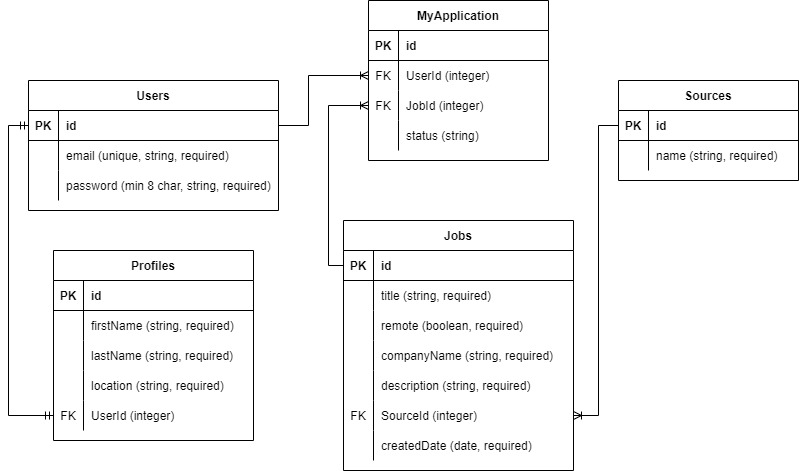 MyApplication
PK id
FK UserId (integer)
FK JobId (integer)
status (string)
Users
PK id
email (unique, string, required)
password (min 8 char, string, required)
Sources
PK id
name (string, required)
Profiles
PK id
firstName (string, required)
lastName (string, required)
location (string, required)
FK UserId (integer)
Jobs
PK id
title (string, required)
remote (boolean, required)
companyName (string, required)
description (string, required)
FK SourceId (integer)
createdDate (date, required)